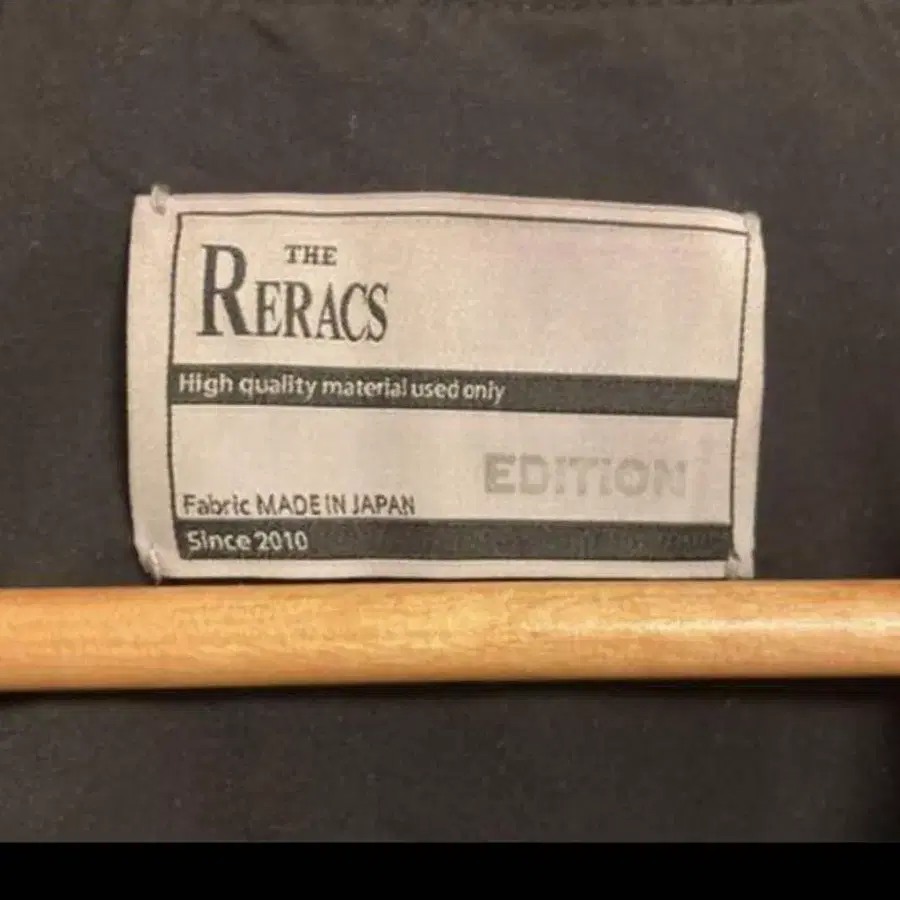 THE
RERACS
High quality material used only
EDITION
Fabric MADE IN JAPAN
Since 2010